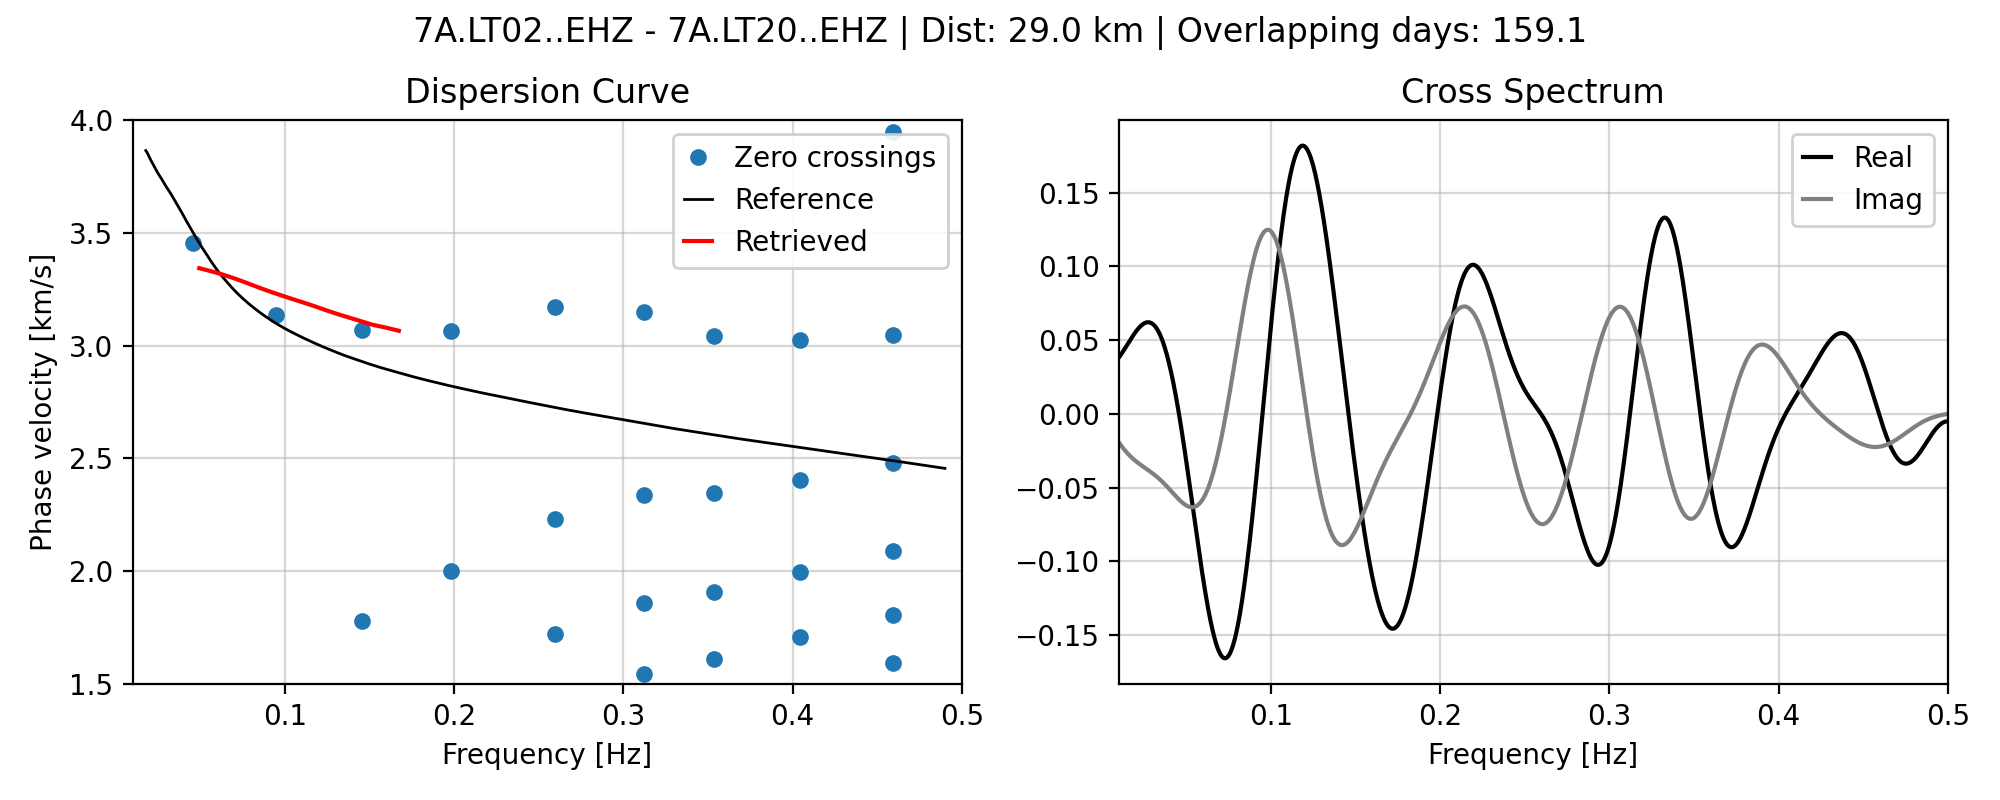 7A.LT02..EHZ - 7A.LT20..EHZ | Dist: 29.0 km | Overlapping days: 159.1
Dispersion Curve
4.0
3.5
3.0
2.5
2.0
1.5
Phase velocity [km/s]
Zero crossings
Reference
Retrieved
0.1 0.2 0.3 0.4 0.5
Frequency [Hz]
Cross Spectrum
0.15
0.10
0.05
0.00
−0.05
−0.10
−0.15
Real
Imag
0.1 0.2 0.3 0.4 0.5
Frequency [Hz]